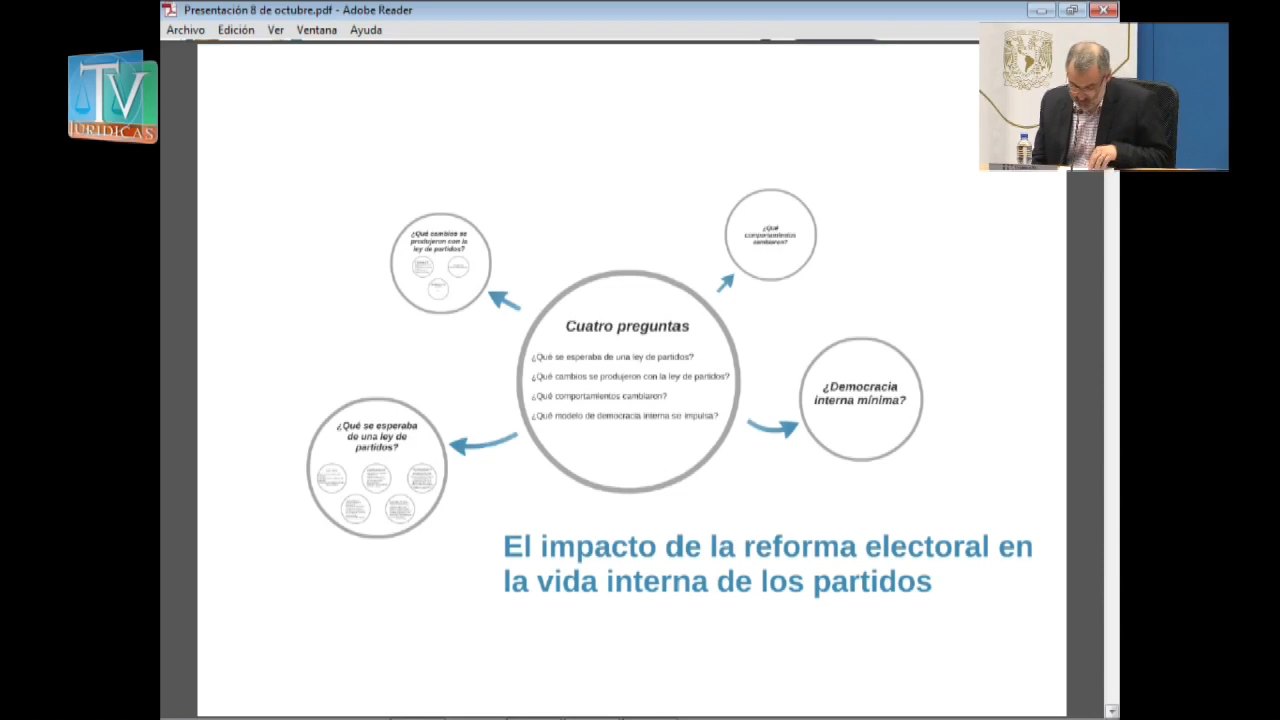 Presentación 8 de octubre.pdf - Adobe Reader
Archivo Edición Ver Ventana Ayuda
TV
JURIDICAS
¿Qué cambios se
produjeron con la
ley de partidos?
¿Qué
comportamientos
cambiaron?
Cuatro preguntas
¿Qué se esperaba de una ley de partidos?
¿Qué cambios se produjeron con la ley de partidos?
¿Qué comportamientos cambiaron?
¿Qué modelo de democracia interna se impulsa?
¿Democracia
interna mínima?
¿Qué se esperaba
de una ley de
partidos?
El impacto de la reforma electoral en
la vida interna de los partidos